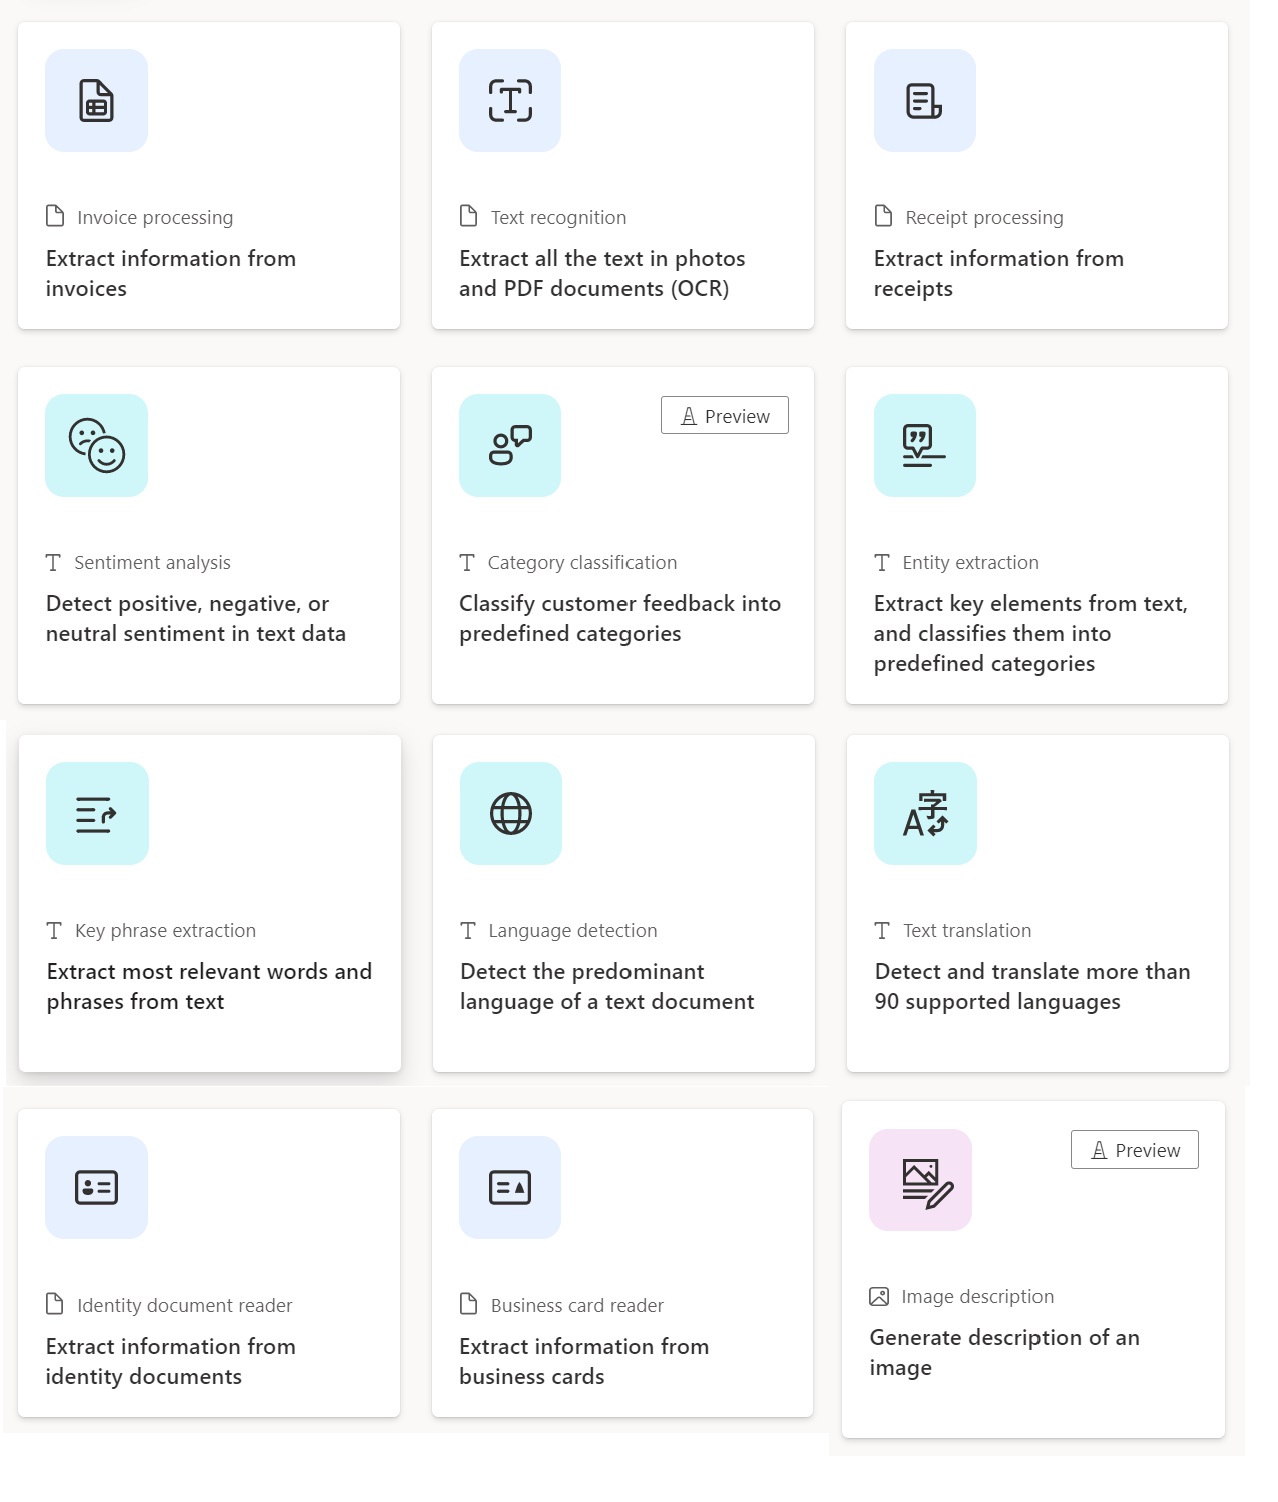 Invoice processing
Extract information from
invoices
Text recognition
Extract all the text in photos
and PDF documents (OCR)
Receipt processing
Extract information from
receipts
Sentiment analysis
Detect positive, negative, or
neutral sentiment in text data
Preview
Category classification
Classify customer feedback into
predefined categories
Entity extraction
Extract key elements from text,
and classifies them into
predefined categories
Key phrase extraction
Extract most relevant words and
phrases from text
Language detection
Detect the predominant
language of a text document
Text translation
Detect and translate more than
90 supported languages
Identity document reader
Extract information from
identity documents
Business card reader
Extract information from
business cards
Preview
Image description
Generate description of an
image